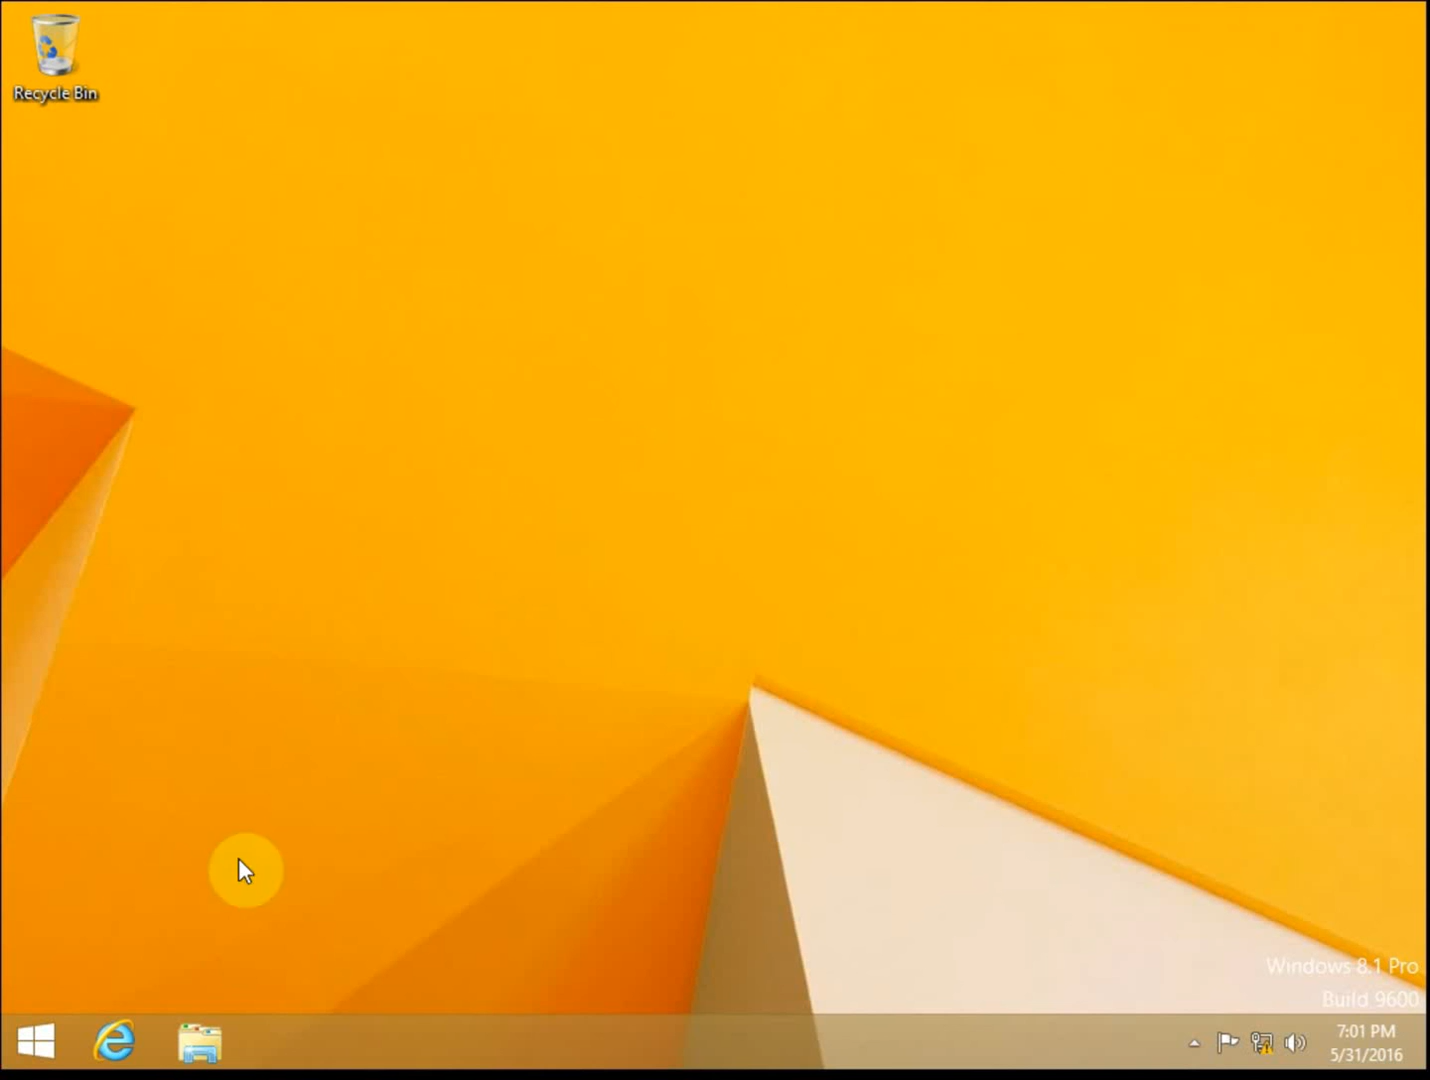 Recycle Bin
Windows 8.1 Pro
Build 9600
7:01 PM
5/31/2016